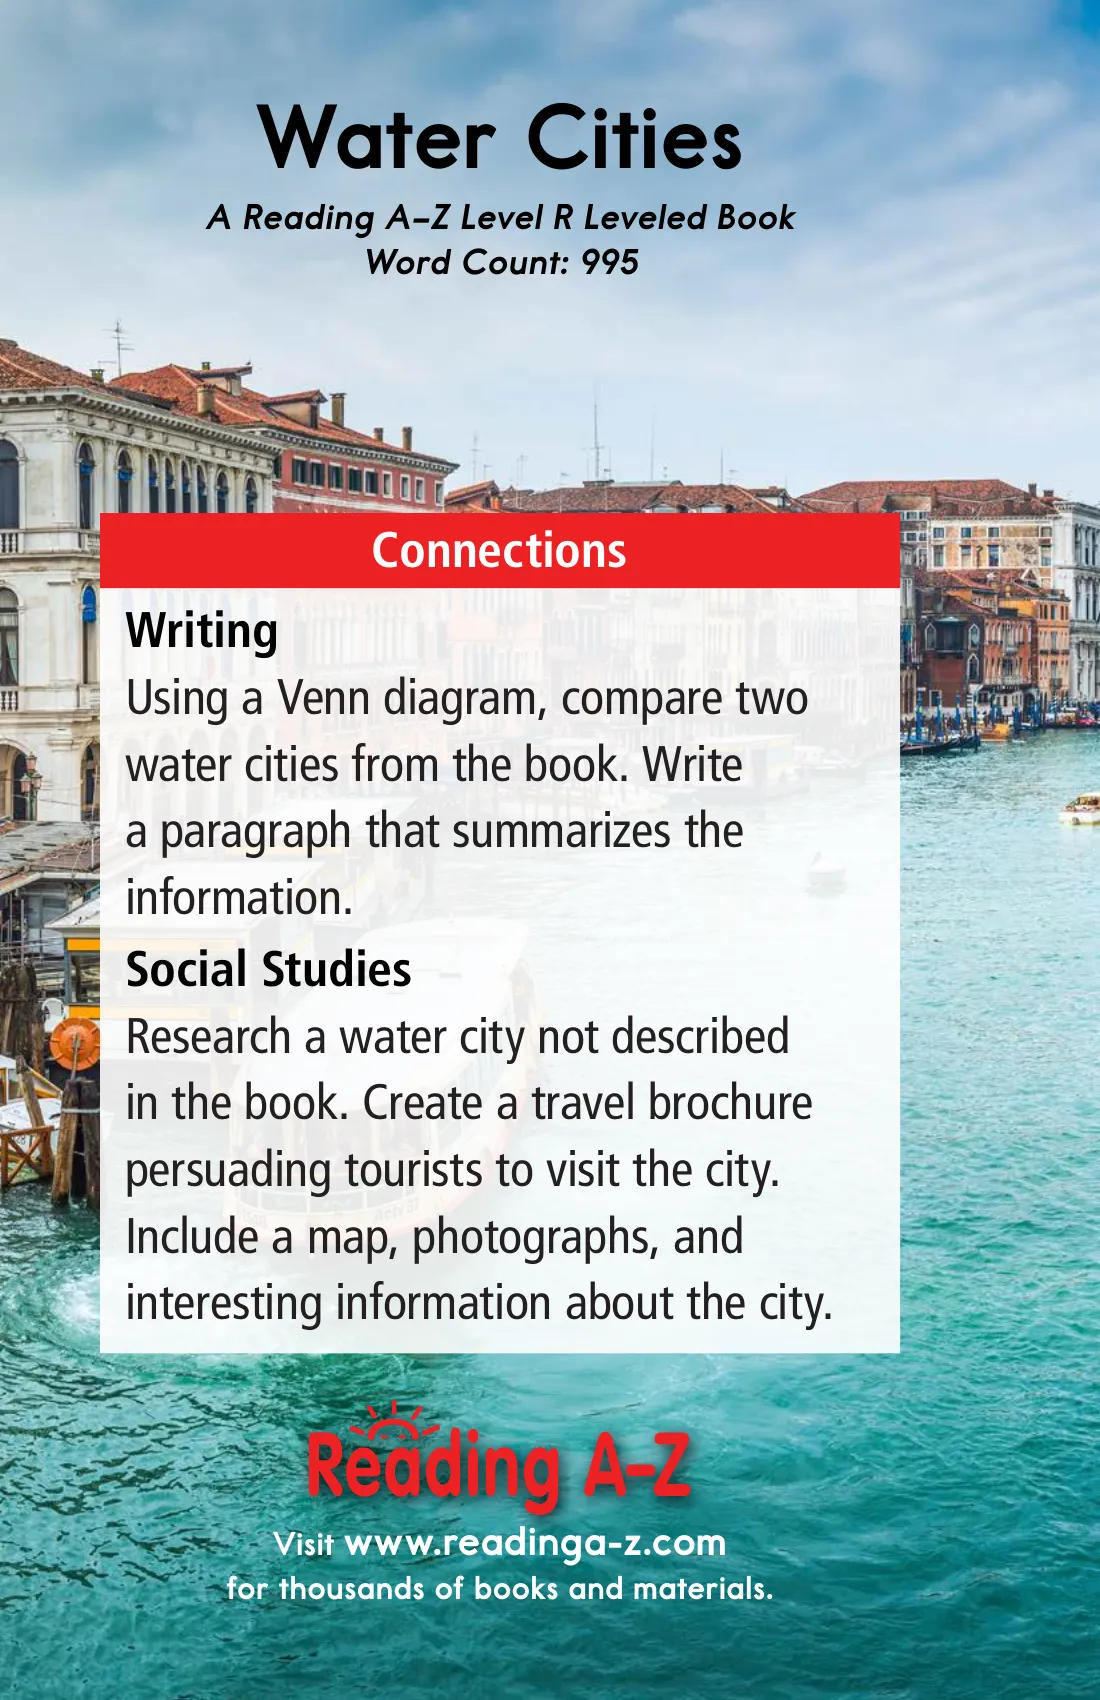 Water Cities
A Reading A–Z Level R Leveled Book
Word Count: 995
Connections
Writing
Using a Venn diagram, compare two
water cities from the book. Write
a paragraph that summarizes the
information.
Social Studies
Research a water city not described
in the book. Create a travel brochure
persuading tourists to visit the city.
Include a map, photographs, and
interesting information about the city.
Reading A–Z
Visit www.readinga-z.com
for thousands of books and materials.